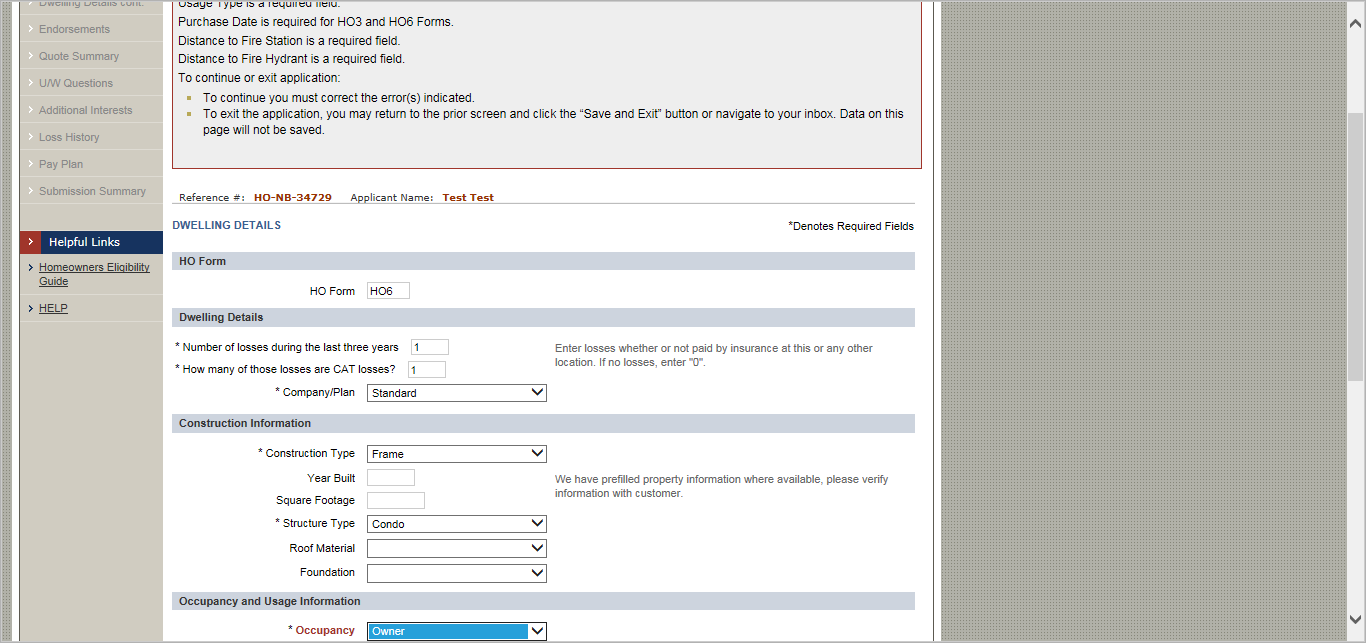 Dwelling Details cont.
Endorsements
Quote Summary
U/W Questions
Additional Interests
Loss History
Pay Plan
Submission Summary
Helpful Links
Homeowners Eligibility
Guide
HELP
Usage Type is a required field.
Purchase Date is required for HO3 and HO6 Forms.
Distance to Fire Station is a required field.
Distance to Fire Hydrant is a required field.
To continue or exit application:
To continue you must correct the error(s) indicated.
To exit the application, you may return to the prior screen and click the “Save and Exit” button or navigate to your inbox. Data on this
page will not be saved.
Reference #: HO-NB-34729 Applicant Name: Test Test
DWELLING DETAILS *Denotes Required Fields
HO Form
HO Form HO6
Dwelling Details
* Number of losses during the last three years 1
Enter losses whether or not paid by insurance at this or any other
location. If no losses, enter "0".
* How many of those losses are CAT losses? 1
* Company/Plan Standard
Construction Information
* Construction Type Frame
Year Built
We have prefilled property information where available, please verify
information with customer.
Square Footage
* Structure Type Condo
Roof Material
Foundation
Occupancy and Usage Information
* Occupancy Owner